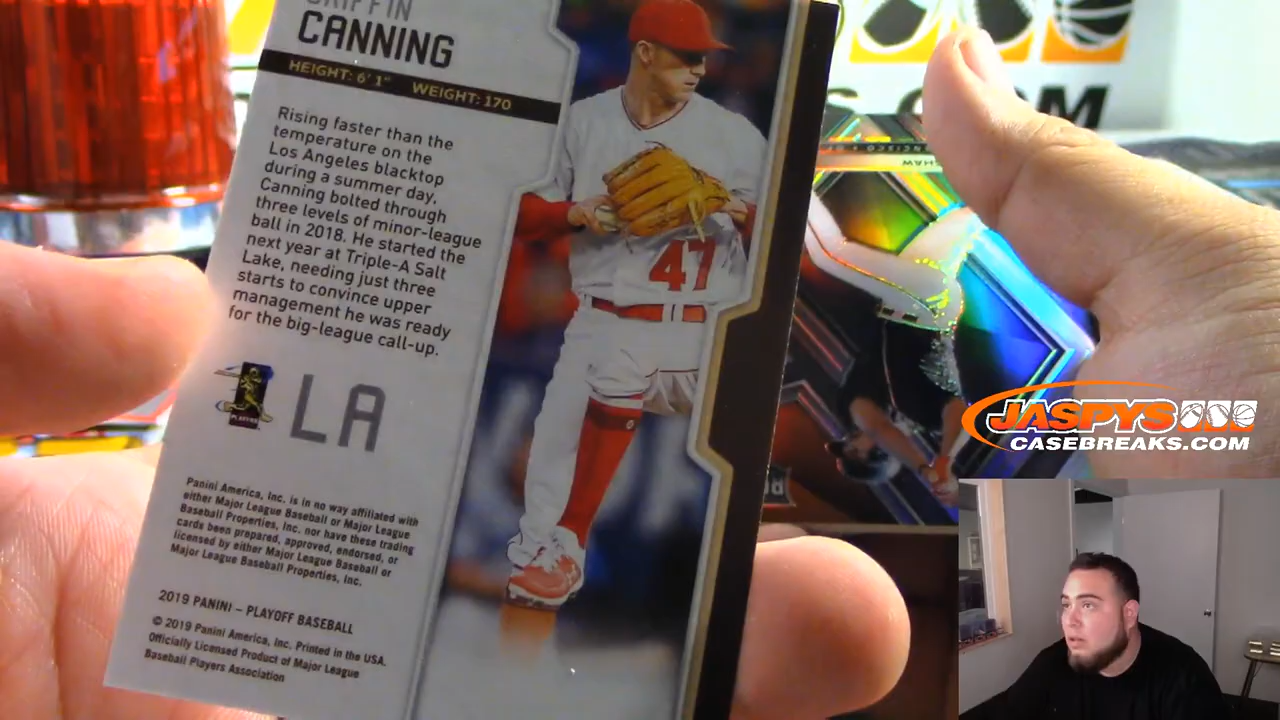 GRIFFIN
CANNING
HEIGHT: 6' 1" WEIGHT: 170
Rising faster than the
temperature on the
Los Angeles blacktop
during a summer day,
Canning bolted through
three levels of minor-league
ball in 2018. He started the
next year at Triple-A Salt
Lake, needing just three
starts to convince upper
management he was ready
for the big-league call-up.
PLAYERS
LA
Panini America, Inc. is in no way affiliated with
either Major League Baseball or Major League
Baseball Properties, Inc. nor have these trading
cards been prepared, approved, endorsed, or
licensed by either Major League Baseball or
Major League Baseball Properties, Inc.
2019 PANINI – PLAYOFF BASEBALL
© 2019 Panini America, Inc. Printed in the USA.
Officially Licensed Product of Major League
Baseball Players Association
47
JASPYS
CASEBREAKS.COM